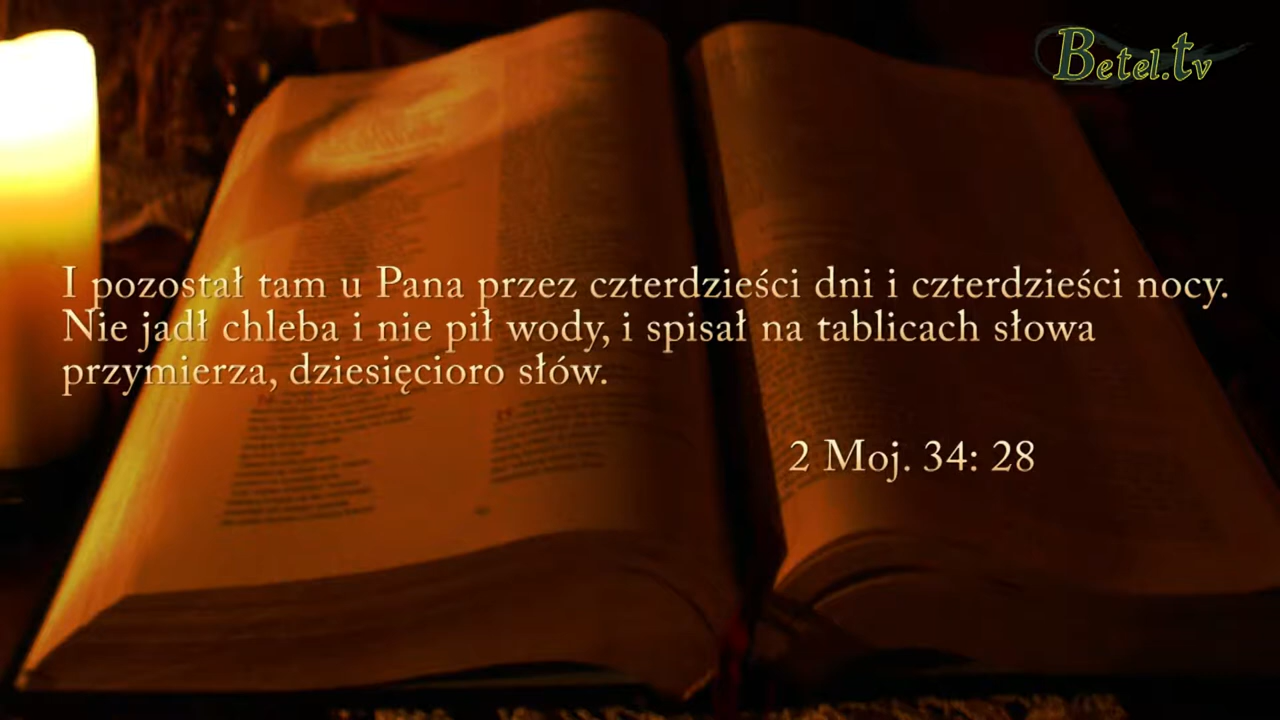 Betel.tv
I pozostał tam u Pana przez czterdzieści dni i czterdzieści nocy.
Nie jadł chleba i nie pił wody, i spisał na tablicach słowa
przymierza, dziesięcioro słów.
2 Moj. 34: 28